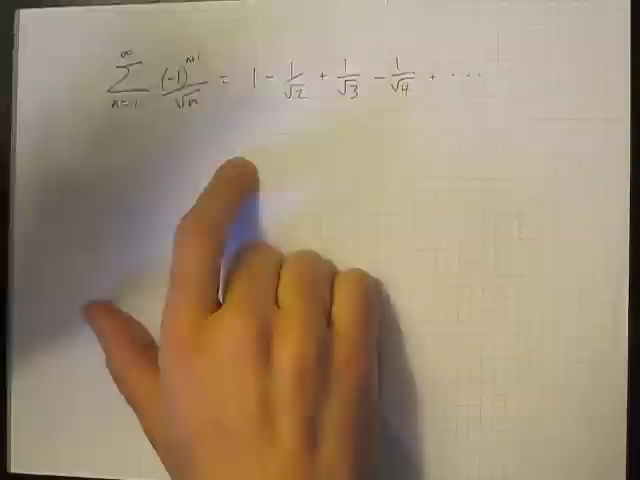 ∞ ∑ n=1 (-1)^{n+1}/√n = 1 - 1/√2 + 1/√3 - 1/√4 + ···